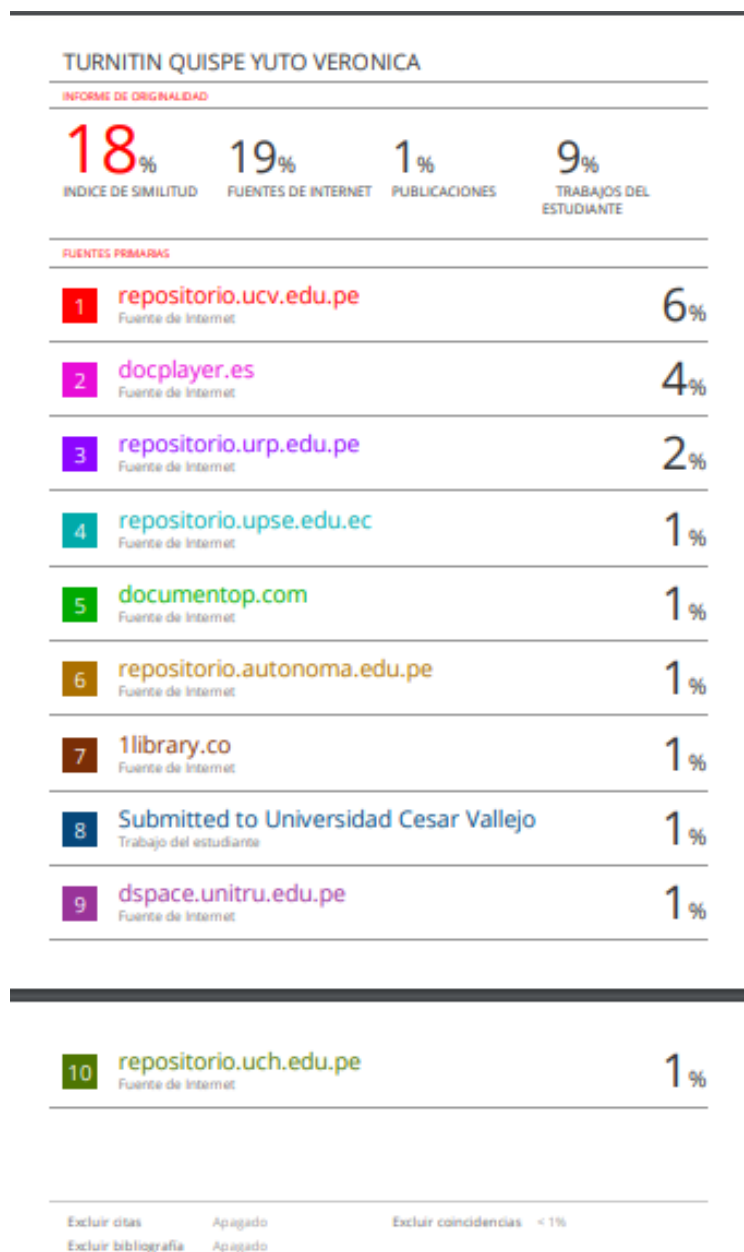 TURNITIN QUISPE YUTO VERONICA
INFORME DE ORIGINALIDAD
18%
INDICE DE SIMILITUD
19%
FUENTES DE INTERNET
1%
PUBLICACIONES
9%
TRABAJOS DEL
ESTUDIANTE
FUENTES PRIMARIAS
1 repositorio.ucv.edu.pe 6%
Fuente de Internet
2 docplayer.es 4%
Fuente de Internet
3 repositorio.urp.edu.pe 2%
Fuente de Internet
4 repositorio.upse.edu.ec 1%
Fuente de Internet
5 documentop.com 1%
Fuente de Internet
6 repositorio.autonoma.edu.pe 1%
Fuente de Internet
7 1library.co 1%
Fuente de Internet
8 Submitted to Universidad Cesar Vallejo 1%
Trabajo del estudiante
9 dspace.unitru.edu.pe 1%
Fuente de Internet
10 repositorio.uch.edu.pe 1%
Fuente de Internet
Excluir citas Apagado Excluir coincidencias < 1%
Excluir bibliografía Apagado